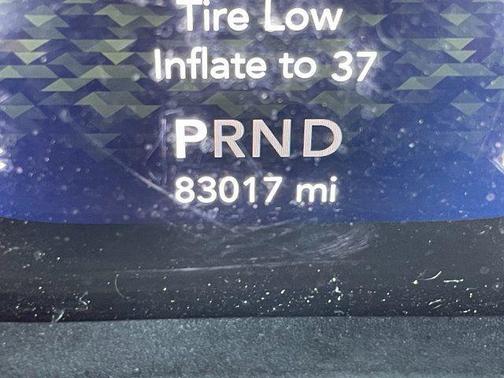 Tire Low
Inflate to 37
PRND
83017 mi